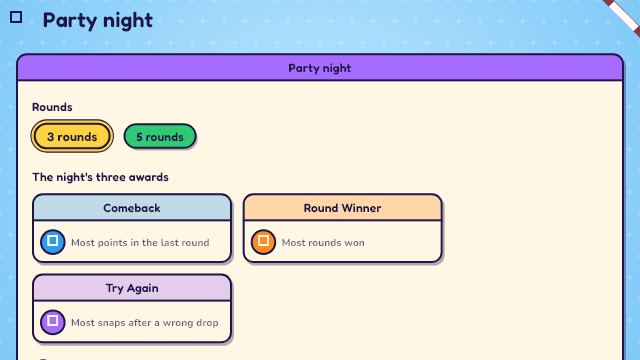 Party night
Party night
Rounds
3 rounds
5 rounds
The night's three awards
Comeback
Most points in the last round
Round Winner
Most rounds won
Try Again
Most snaps after a wrong drop